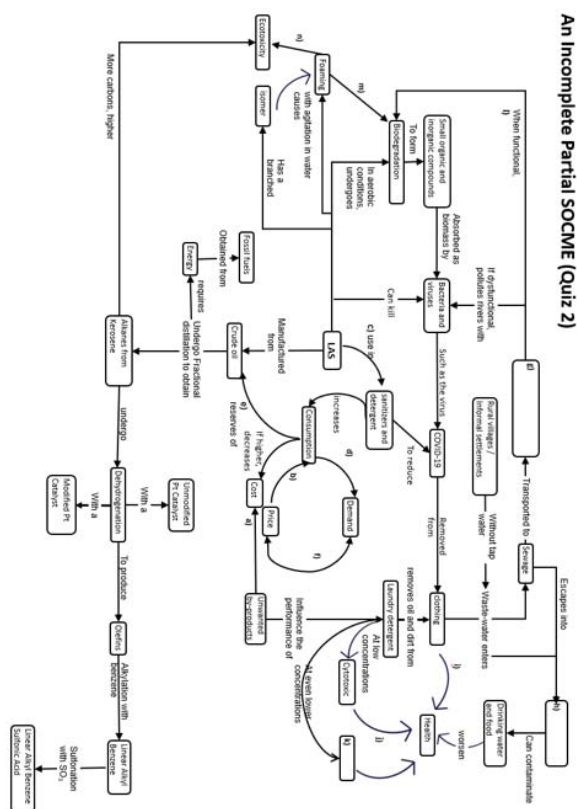 An Incomplete Partial SOCME (Quiz 2)
When functional,
l)
Small organic and
inorganic compounds
To form
Biodegradation
Absorbed as
biomass by
In aerobic
conditions,
undergoes
m)
Foaming
n)
Ecotoxicity
with agitation in water
causes
isomer
Has a
branched
More carbons, higher
If dysfunctional,
pollutes rivers with
Bacteria and
viruses
Can kill
Such as the virus
COVID-19
To reduce
Removed
from
LAS
c) use in
sanitizers and
detergent
increases
Consumption
Manufactured
from
Crude oil
e)
If higher,
decreases
reserves of
d)
Demand
b)
Price
f)
Cost
a)
Unwanted
by-products
Influence the
performance of
Fossil fuels
Obtained from
Energy
requires
Undergo Fractional
distillation to obtain
Alkanes from
Kerosene
undergo
Dehydrogenation
With a
Unmodified
Pt Catalyst
With a
Modified Pt
Catalyst
To produce
Olefins
Alkylation with
benzene
Linear Alkyl
Benzene
Sulfonation
with SO3
Linear Alkyl Benzene
Sulfonic Acid
g)
Transported to
Sewage
Escapes into
h)
Rural villages /
Informal settlements
Without tap
water
Waste-water enters
clothing
removes oil and dirt from
Laundry detergent
At low
concentrations
Cytotoxic
At even lower
concentrations
k)
i)
j)
Health
worsen
Drinking water
and food
Can contaminate